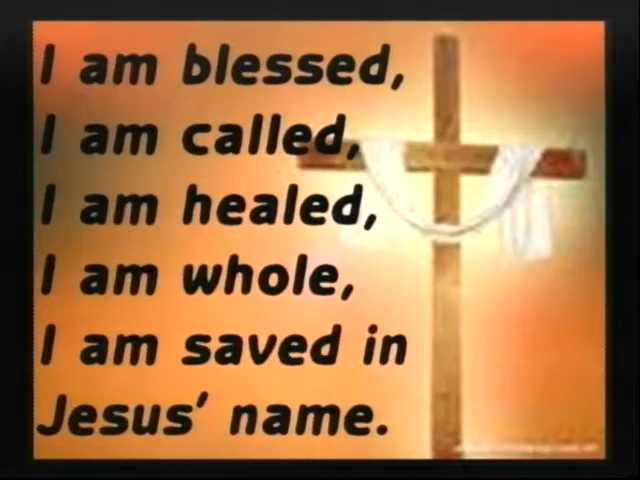 I am blessed,
I am called,
I am healed,
I am whole,
I am saved in
Jesus' name.